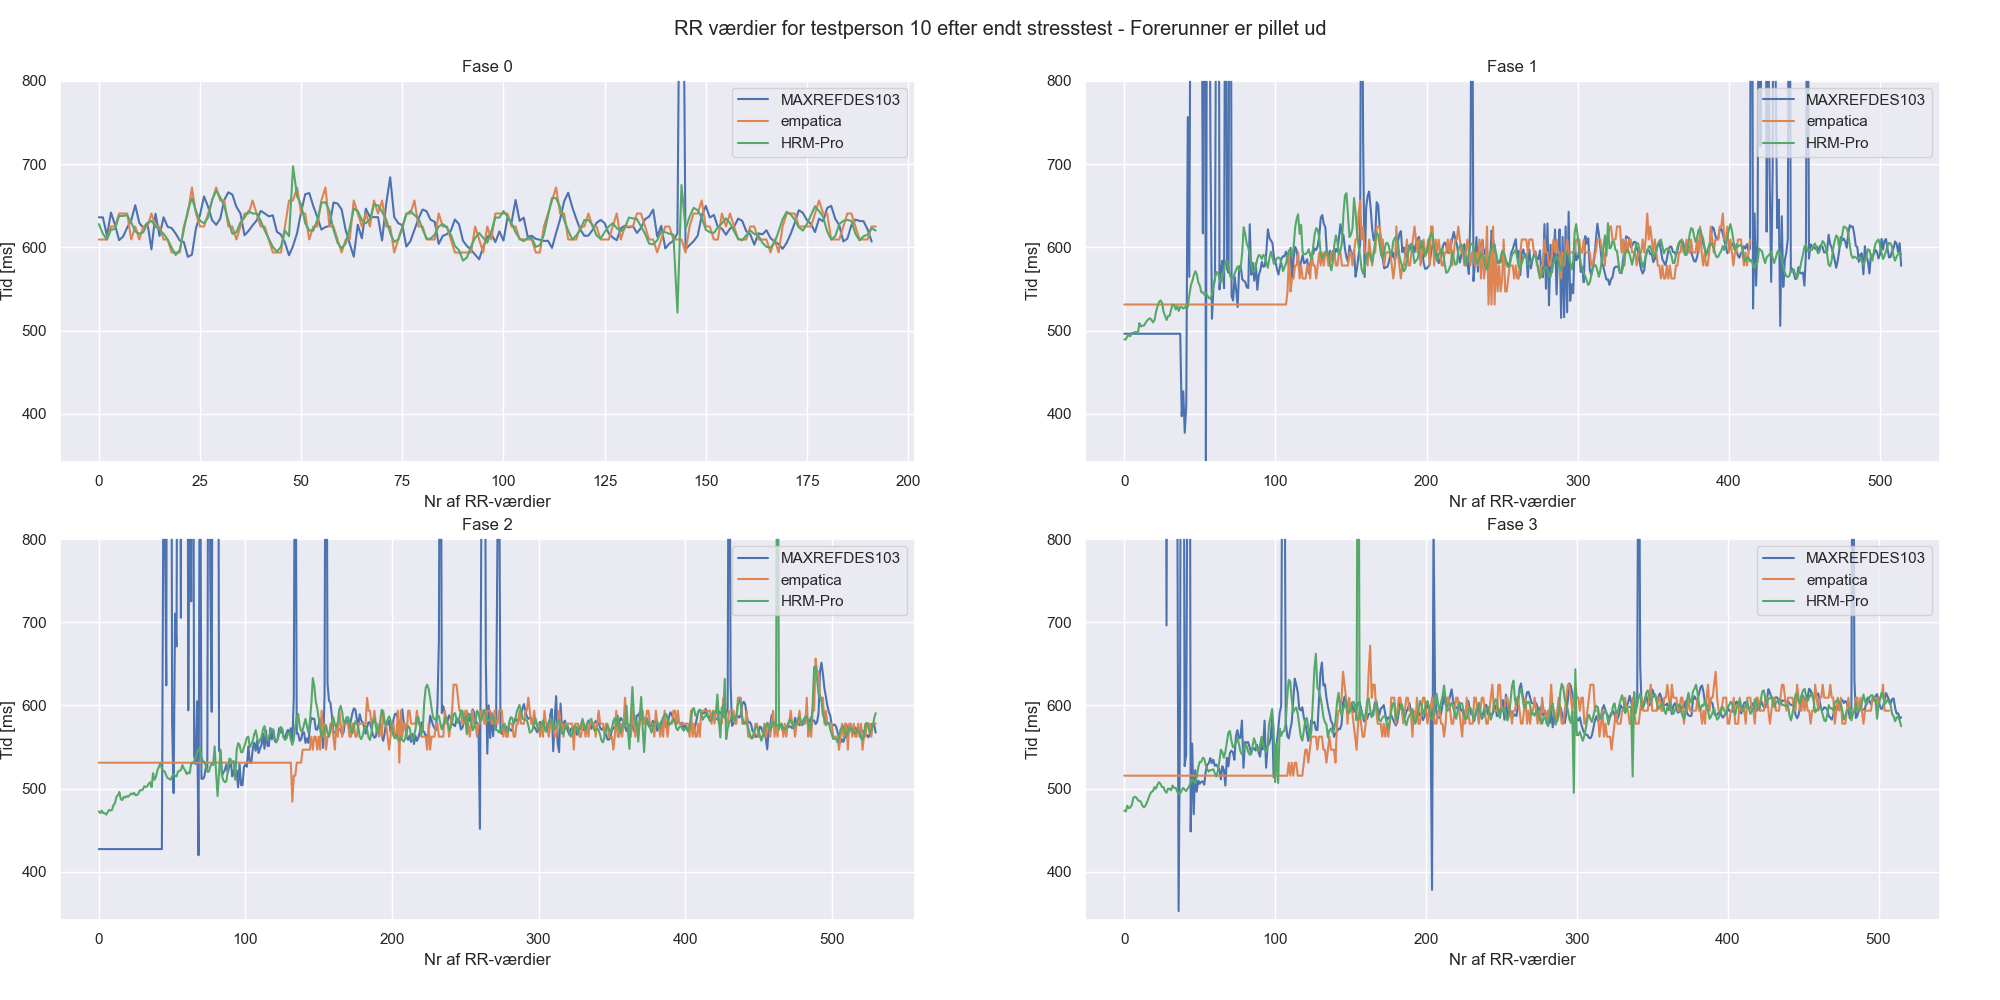 RR værdier for testperson 10 efter endt stresstest - Forerunner er pillet ud
Fase 0
800
700
600
500
400
Tid [ms]
0 25 50 75 100 125 150 175 200
Nr af RR-værdier
MAXREFDES103
empatica
HRM-Pro
Fase 1
800
700
600
500
400
Tid [ms]
0 100 200 300 400 500
Nr af RR-værdier
MAXREFDES103
empatica
HRM-Pro
Fase 2
800
700
600
500
400
Tid [ms]
0 100 200 300 400 500
Nr af RR-værdier
MAXREFDES103
empatica
HRM-Pro
Fase 3
800
700
600
500
400
Tid [ms]
0 100 200 300 400 500
Nr af RR-værdier
MAXREFDES103
empatica
HRM-Pro